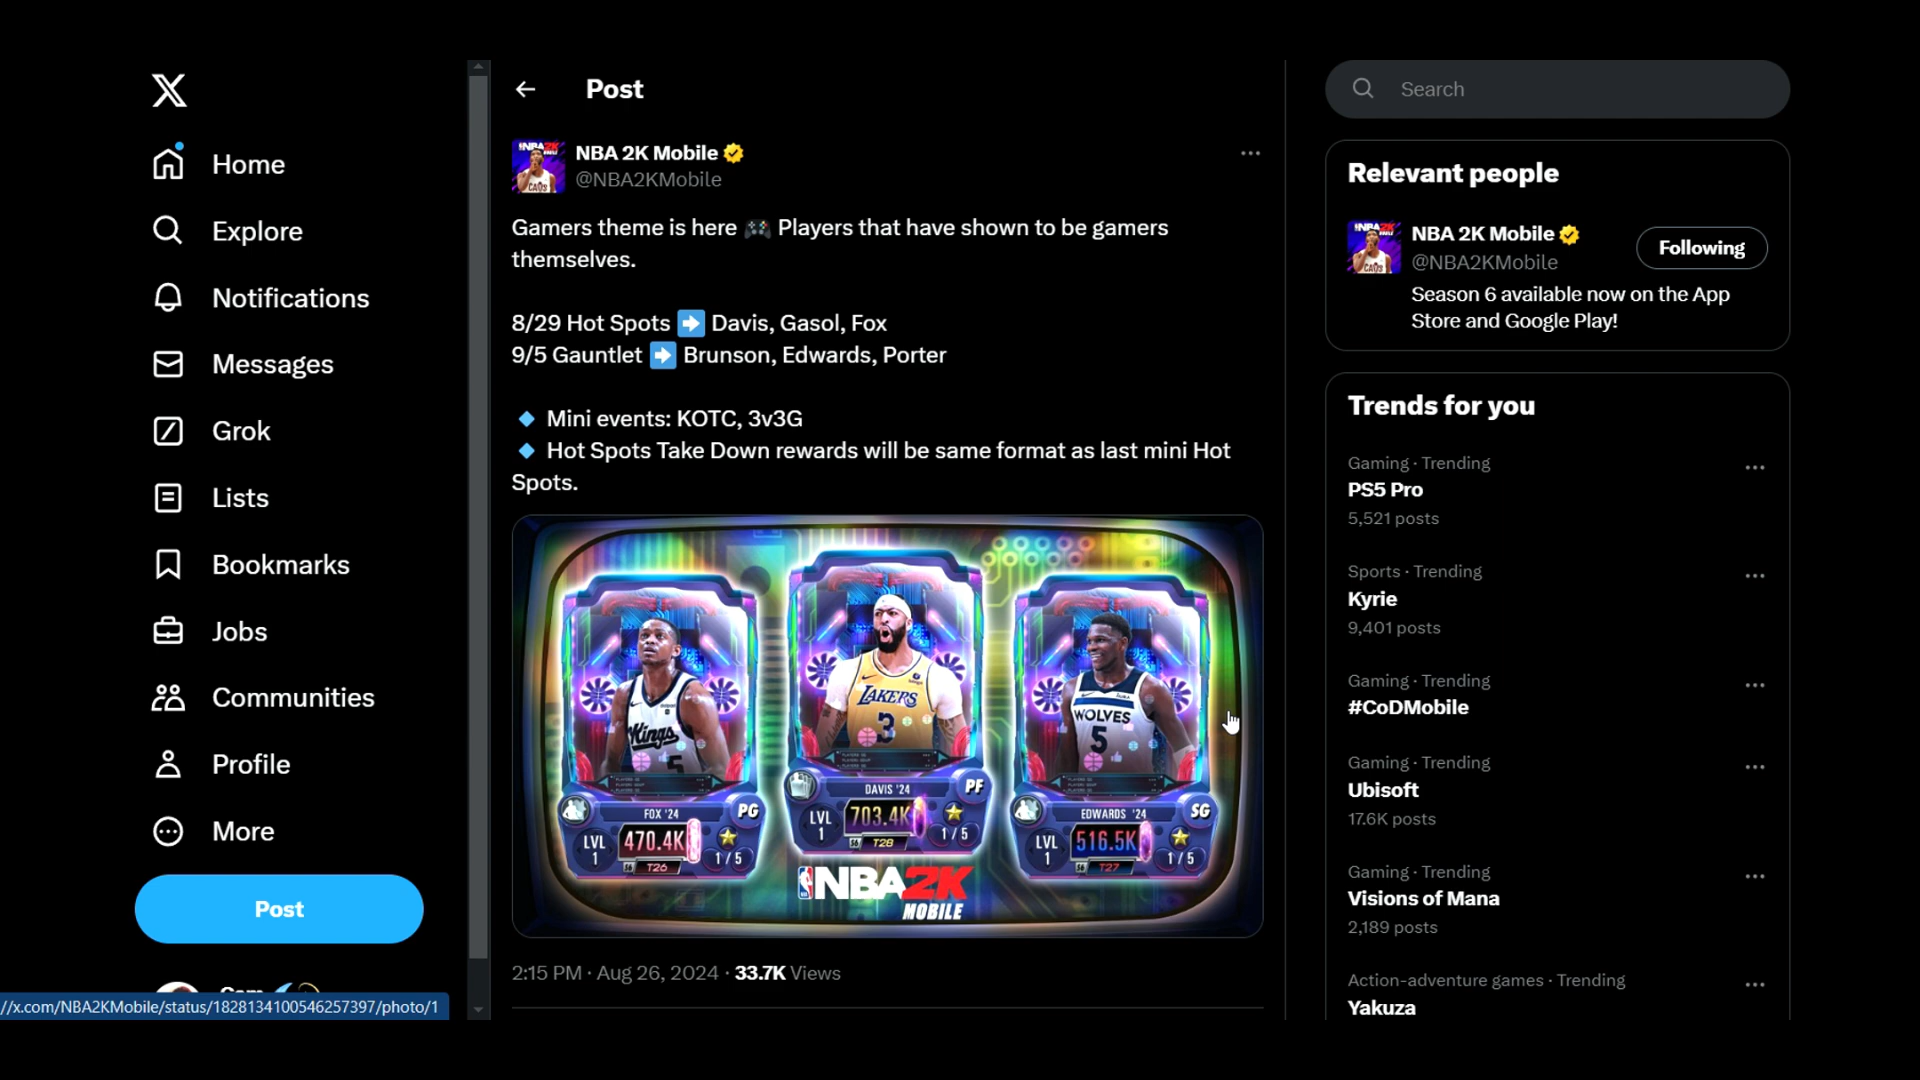 Home
Explore
Notifications
Messages
Grok
Lists
Bookmarks
Jobs
Communities
Profile
More
Post
//x.com/NBA2KMobile/status/1828134100546257397/photo/1
Post
NBA 2K Mobile
@NBA2KMobile
Gamers theme is here 🎮 Players that have shown to be gamers
themselves.
8/29 Hot Spots ➡️ Davis, Gasol, Fox
9/5 Gauntlet ➡️ Brunson, Edwards, Porter
🔹 Mini events: KOTC, 3v3G
🔹 Hot Spots Take Down rewards will be same format as last mini Hot
Spots.
Kings
5
FOX '24
PG
LVL
1
470.4K
T26
1/5
LAKERS
3
DAVIS '24
PF
LVL
1
703.4K
T28
1/5
WOLVES
5
EDWARDS '24
SG
LVL
1
516.5K
T27
1/5
NBA2K
MOBILE
2:15 PM · Aug 26, 2024 · 33.7K Views
Search
Relevant people
NBA 2K Mobile
@NBA2KMobile
Following
Season 6 available now on the App
Store and Google Play!
Trends for you
Gaming · Trending
PS5 Pro
5,521 posts
Sports · Trending
Kyrie
9,401 posts
Gaming · Trending
#CoDMobile
Gaming · Trending
Ubisoft
17.6K posts
Gaming · Trending
Visions of Mana
2,189 posts
Action-adventure games · Trending
Yakuza